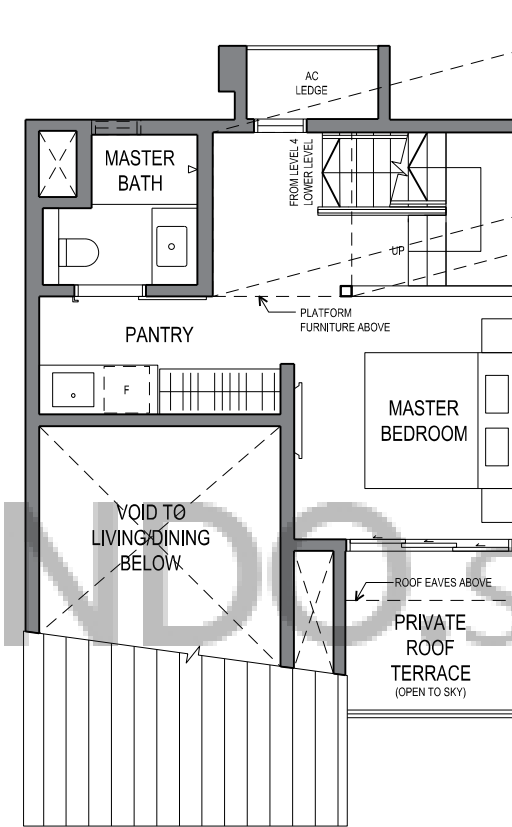 AC
LEDGE
MASTER
BATH
FROM LEVEL 4
LOWER LEVEL
UP
PLATFORM
FURNITURE ABOVE
PANTRY
F
MASTER
BEDROOM
VOID TO
LIVING/DINING
BELOW
NDO.s
ROOF EAVES ABOVE
PRIVATE
ROOF
TERRACE
(OPEN TO SKY)